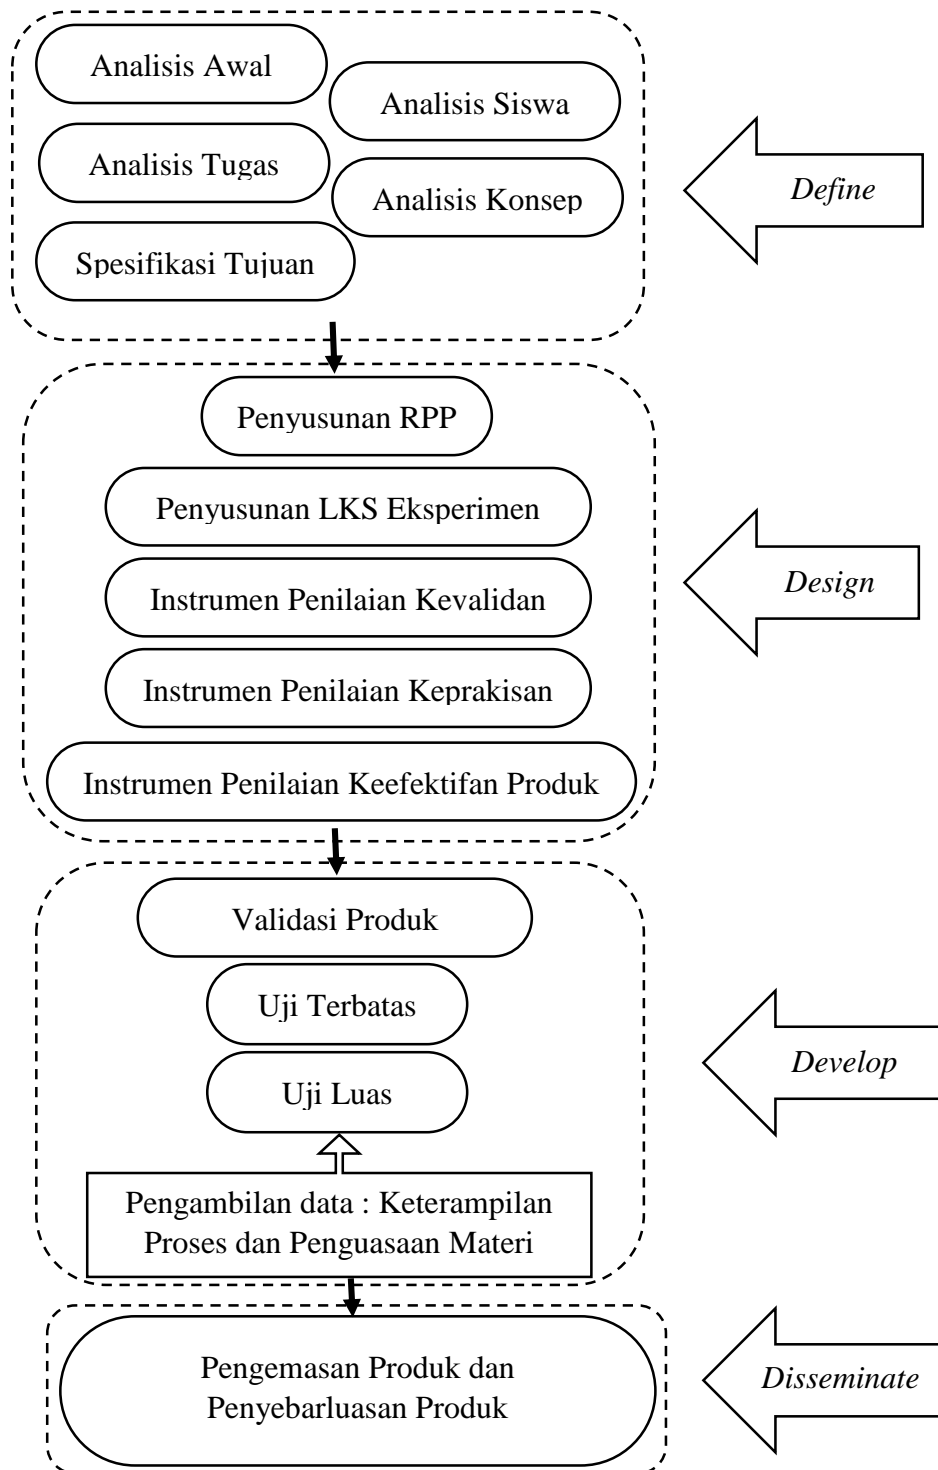 Analisis Awal
Analisis Siswa
Analisis Tugas
Analisis Konsep
Spesifikasi Tujuan
Define
Penyusunan RPP
Penyusunan LKS Eksperimen
Instrumen Penilaian Kevalidan
Instrumen Penilaian Keprakisan
Instrumen Penilaian Keefektifan Produk
Design
Validasi Produk
Uji Terbatas
Uji Luas
Pengambilan data : Keterampilan
Proses dan Penguasaan Materi
Develop
Pengemasan Produk dan
Penyebarluasan Produk
Disseminate